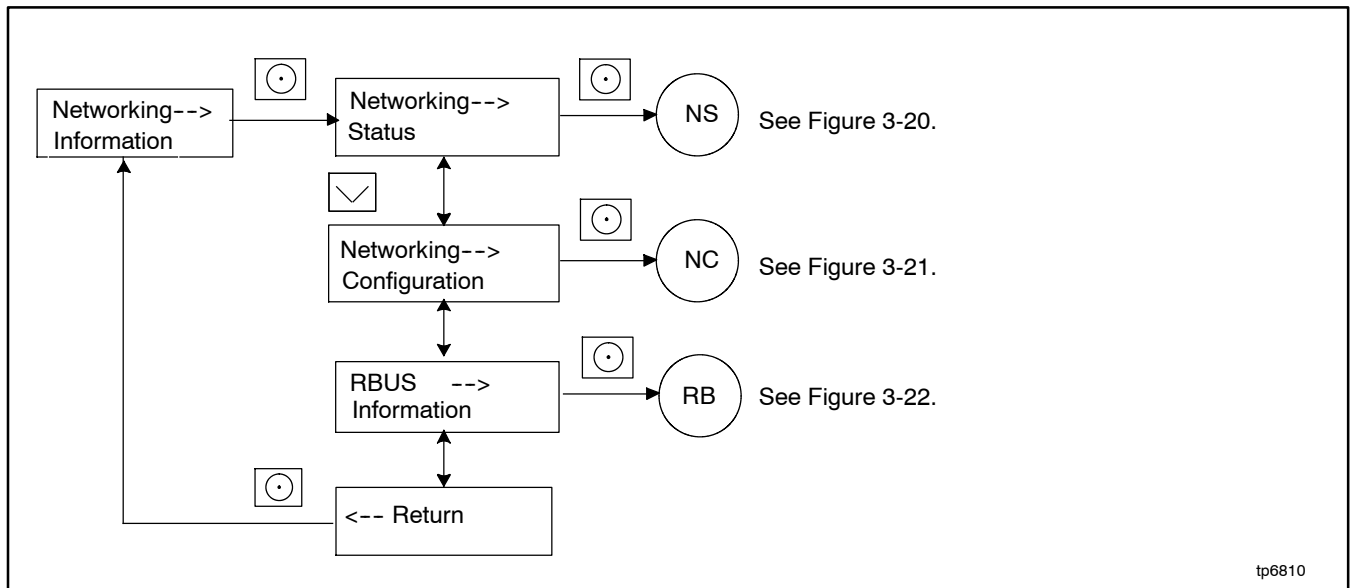 Networking-->
Information
Networking-->
Status
NS
See Figure 3-20.
Networking-->
Configuration
NC
See Figure 3-21.
RBUS -->
Information
RB
See Figure 3-22.
<-- Return
tp6810